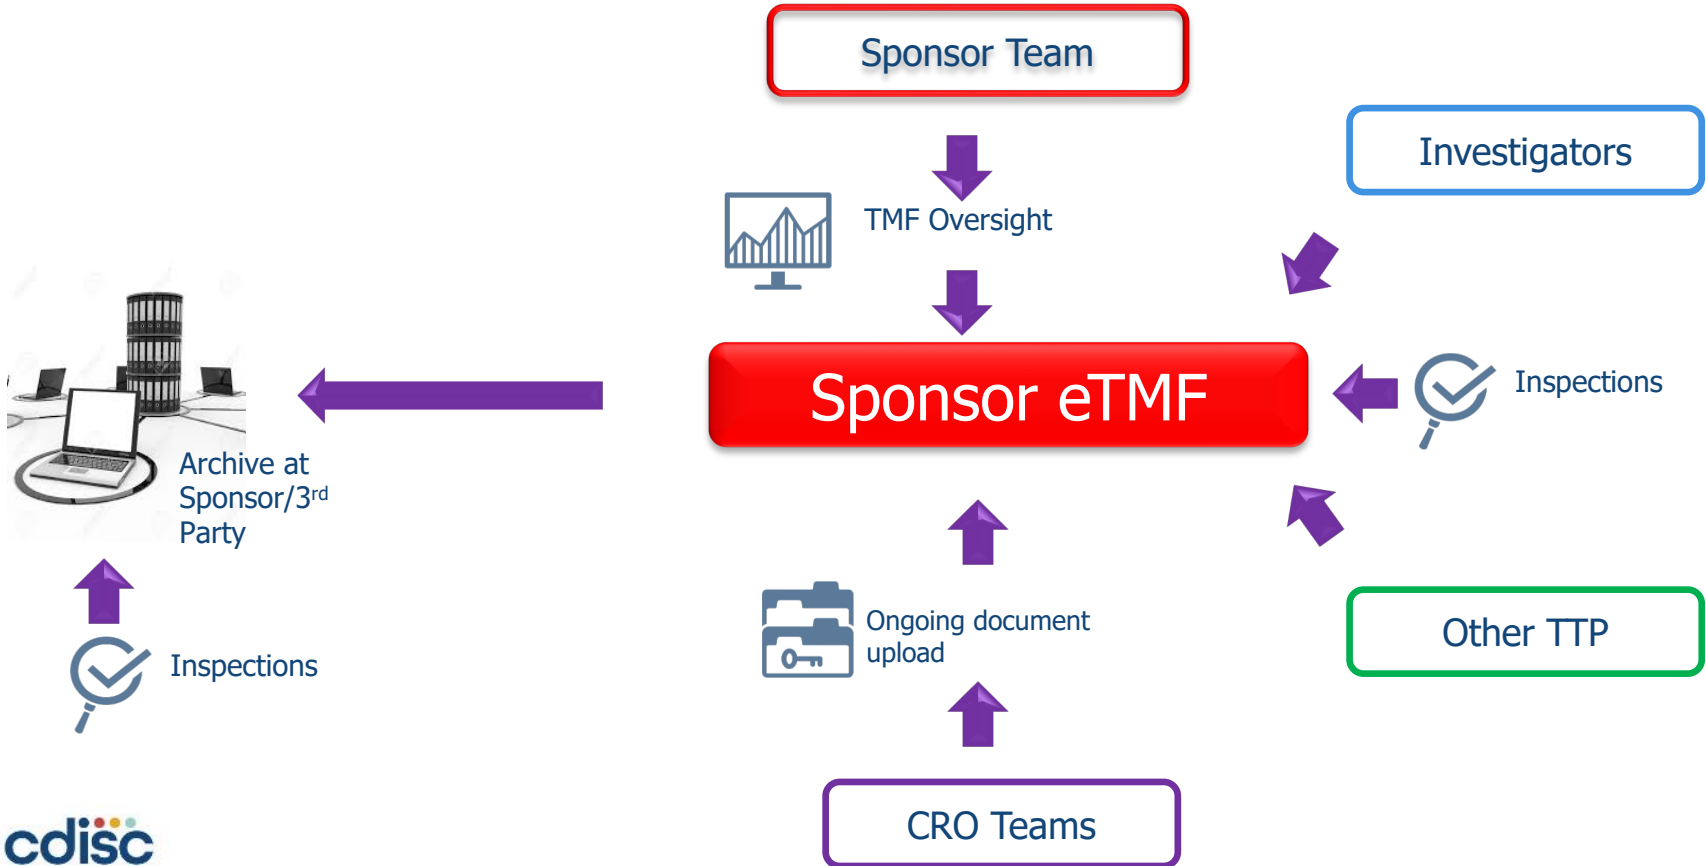 Sponsor Team
Investigators
TMF Oversight
Sponsor eTMF
Inspections
Archive at
Sponsor/3rd
Party
Ongoing document
upload
Other TTP
Inspections
CRO Teams
cdisc